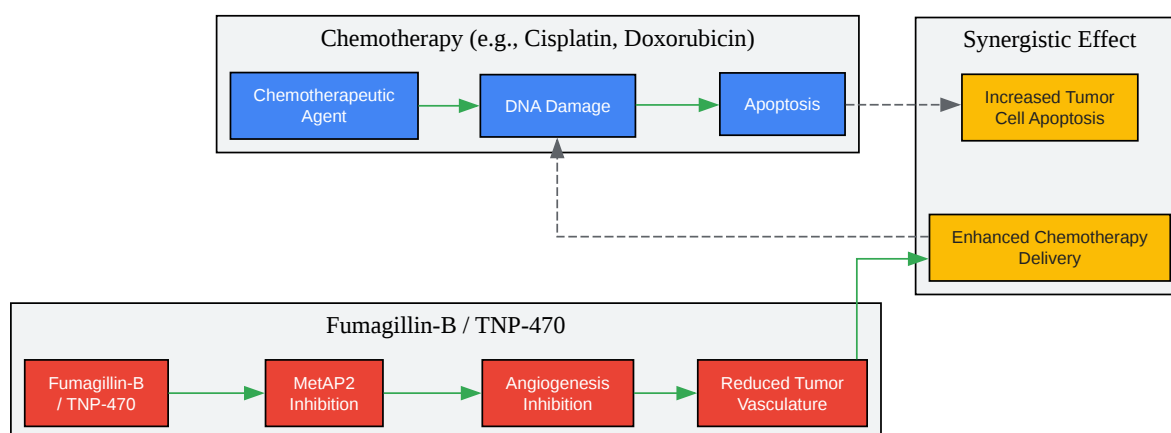 Chemotherapy (e.g., Cisplatin, Doxorubicin)
Chemotherapeutic
Agent
DNA Damage
Apoptosis
Synergistic Effect
Increased Tumor
Cell Apoptosis
Enhanced Chemotherapy
Delivery
Fumagillin-B / TNP-470
Fumagillin-B
/ TNP-470
MetAP2
Inhibition
Angiogenesis
Inhibition
Reduced Tumor
Vasculature